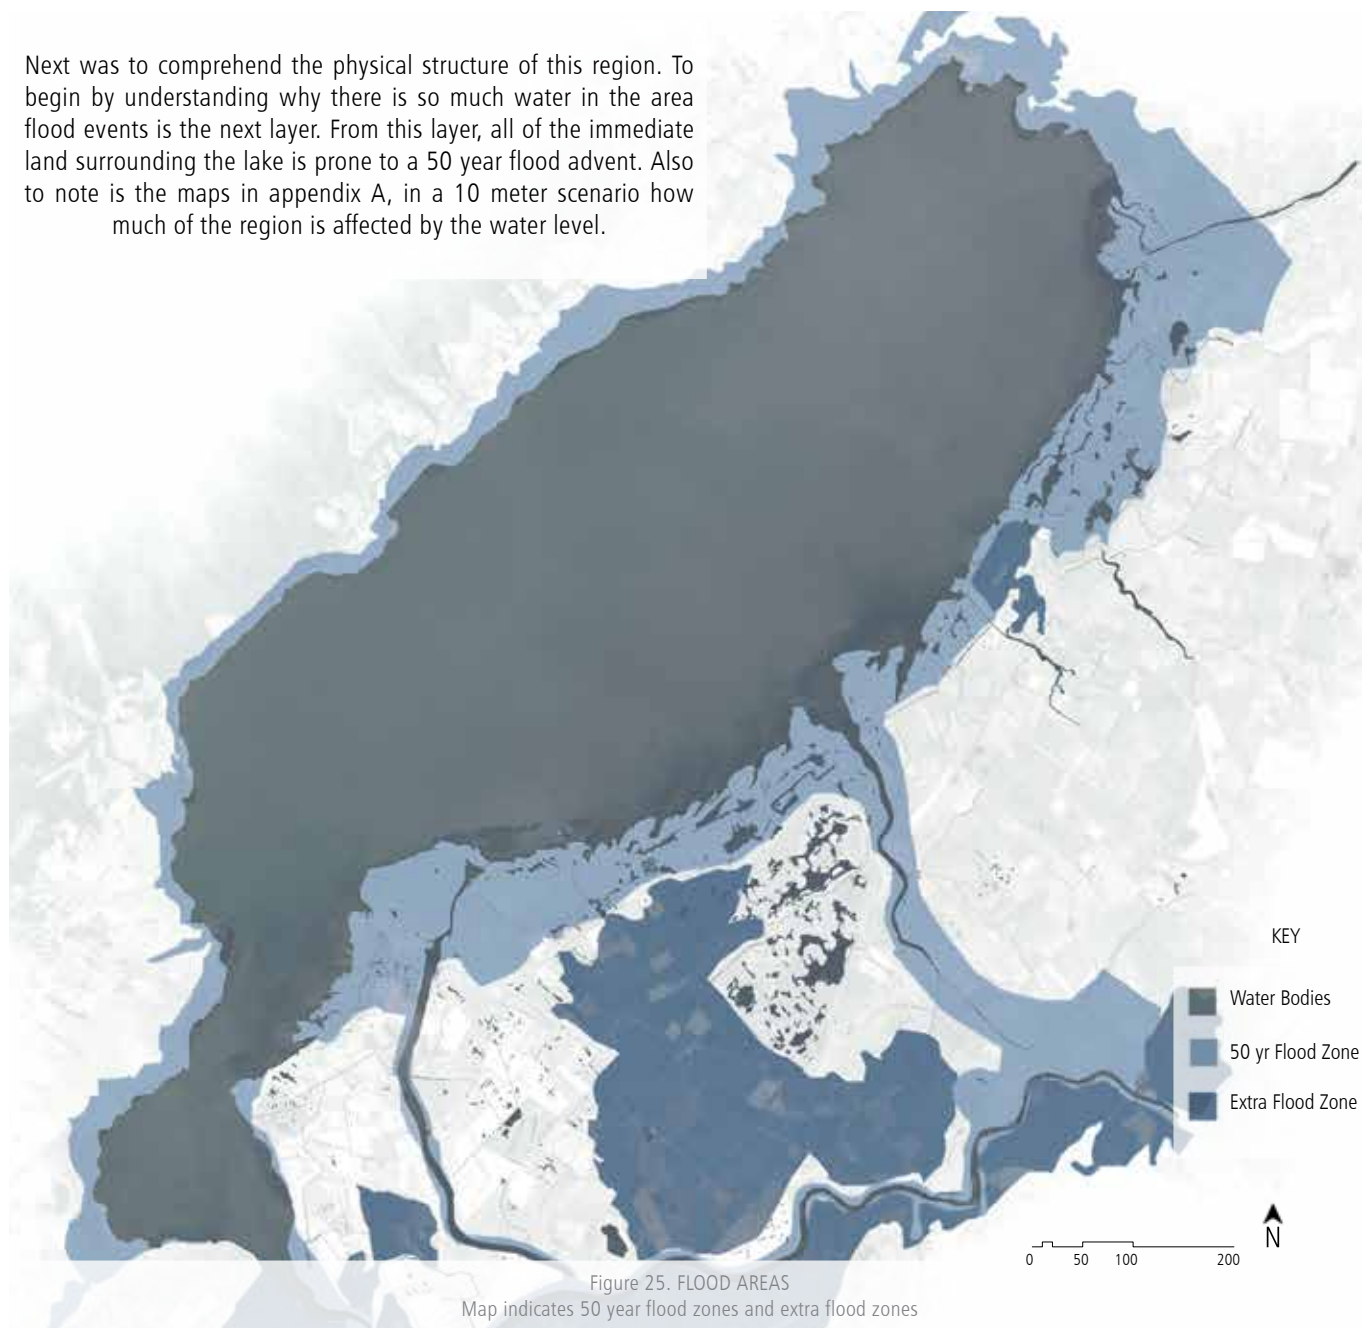 Next was to comprehend the physical structure of this region. To
begin by understanding why there is so much water in the area
flood events is the next layer. From this layer, all of the immediate
land surrounding the lake is prone to a 50 year flood advent. Also
to note is the maps in appendix A, in a 10 meter scenario how
much of the region is affected by the water level.
KEY
Water Bodies
50 yr Flood Zone
Extra Flood Zone
N
0 50 100 200
Figure 25. FLOOD AREAS
Map indicates 50 year flood zones and extra flood zones